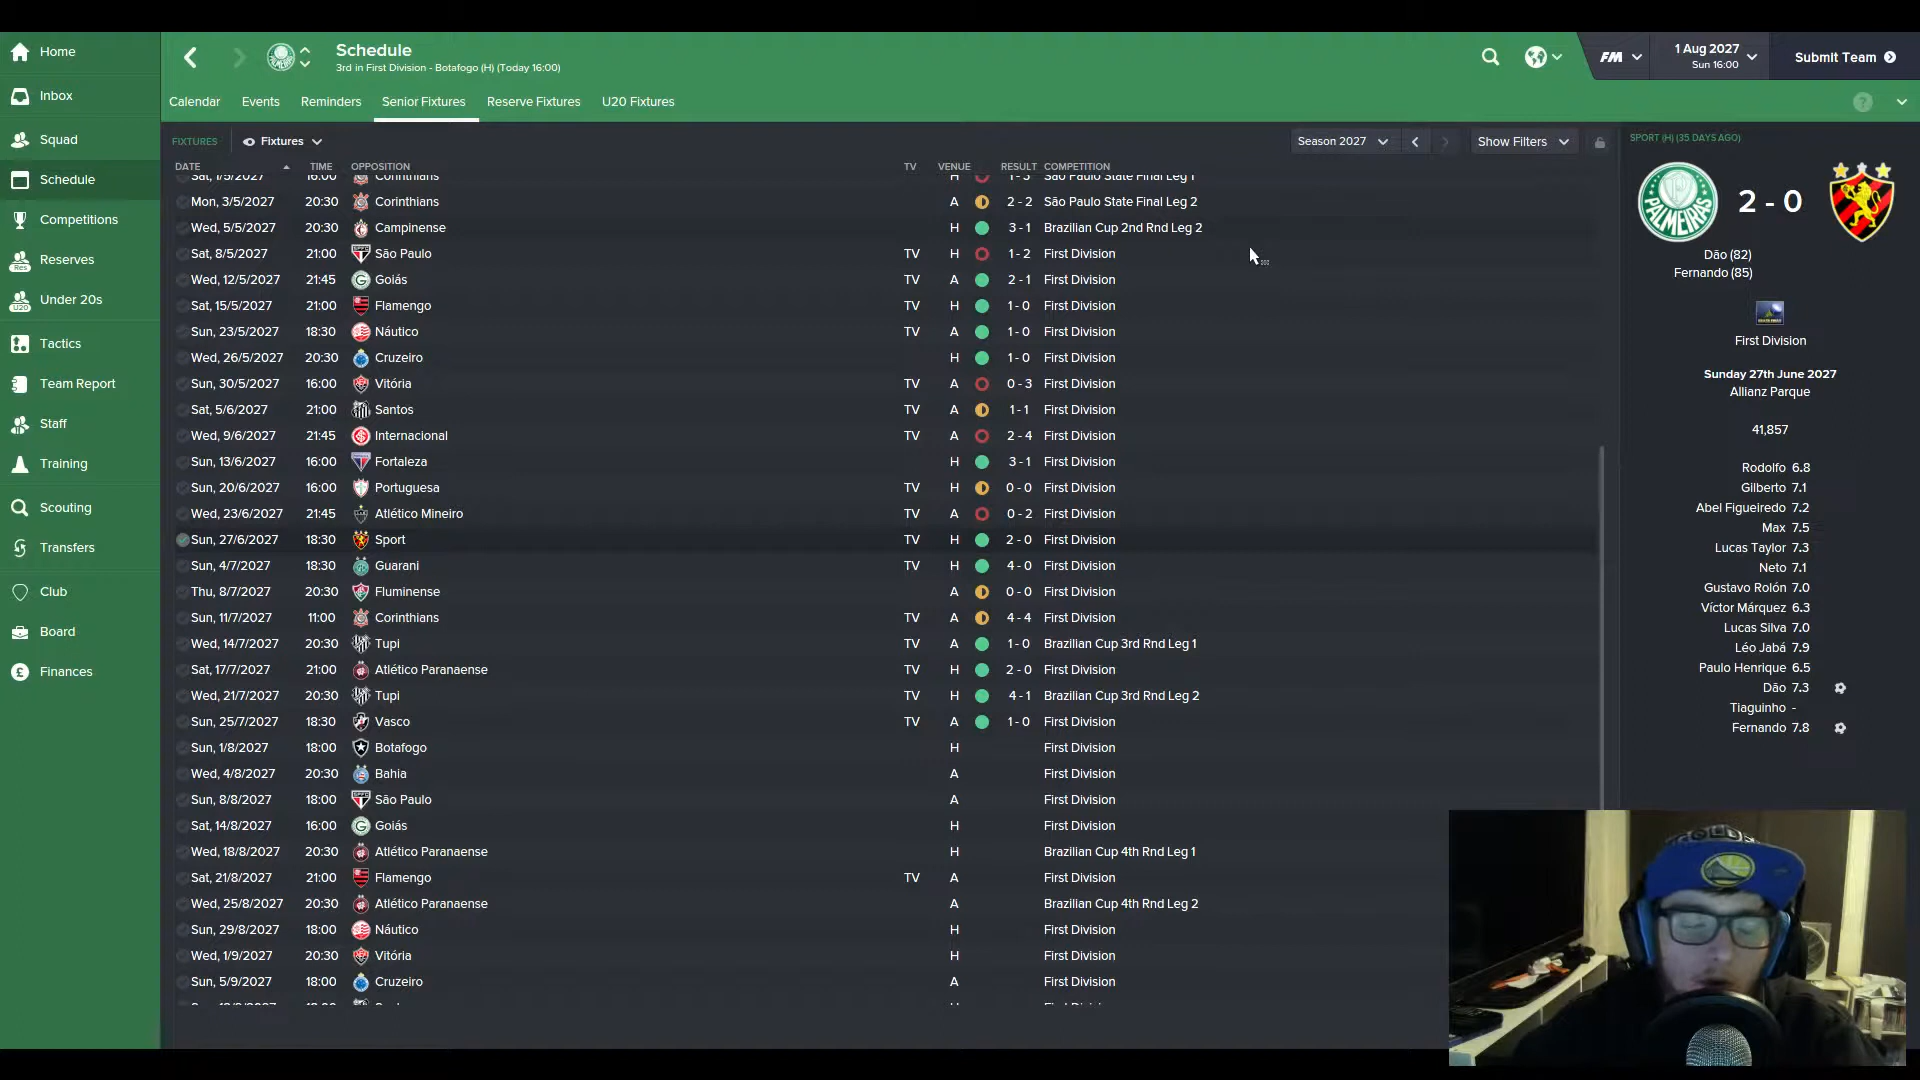 Home
Inbox
Squad
Schedule
Competitions
Reserves
Under 20s
Tactics
Team Report
Staff
Training
Scouting
Transfers
Club
Board
Finances
Schedule
3rd in First Division - Botafogo (H) (Today 16:00)
FM
1 Aug 2027
Sun 16:00
Submit Team
Calendar Events Reminders Senior Fixtures Reserve Fixtures U20 Fixtures
FIXTURES Fixtures Season 2027 Show Filters
DATE TIME OPPOSITION TV VENUE RESULT COMPETITION
Sat, 1/5/2027 16:00 Corinthians H 1 - 3 São Paulo State Final Leg 1
Mon, 3/5/2027 20:30 Corinthians A 2 - 2 São Paulo State Final Leg 2
Wed, 5/5/2027 20:30 Campinense H 3 - 1 Brazilian Cup 2nd Rnd Leg 2
Sat, 8/5/2027 21:00 São Paulo TV H 1 - 2 First Division
Wed, 12/5/2027 21:45 Goiás TV A 2 - 1 First Division
Sat, 15/5/2027 21:00 Flamengo TV H 1 - 0 First Division
Sun, 23/5/2027 18:30 Náutico TV A 1 - 0 First Division
Wed, 26/5/2027 20:30 Cruzeiro H 1 - 0 First Division
Sun, 30/5/2027 16:00 Vitória TV A 0 - 3 First Division
Sat, 5/6/2027 21:00 Santos TV A 1 - 1 First Division
Wed, 9/6/2027 21:45 Internacional TV A 2 - 4 First Division
Sun, 13/6/2027 16:00 Fortaleza H 3 - 1 First Division
Sun, 20/6/2027 16:00 Portuguesa TV H 0 - 0 First Division
Wed, 23/6/2027 21:45 Atlético Mineiro TV A 0 - 2 First Division
Sun, 27/6/2027 18:30 Sport TV H 2 - 0 First Division
Sun, 4/7/2027 18:30 Guarani TV H 4 - 0 First Division
Thu, 8/7/2027 20:30 Fluminense A 0 - 0 First Division
Sun, 11/7/2027 11:00 Corinthians TV A 4 - 4 First Division
Wed, 14/7/2027 20:30 Tupi TV A 1 - 0 Brazilian Cup 3rd Rnd Leg 1
Sat, 17/7/2027 21:00 Atlético Paranaense TV H 2 - 0 First Division
Wed, 21/7/2027 20:30 Tupi TV H 4 - 1 Brazilian Cup 3rd Rnd Leg 2
Sun, 25/7/2027 18:30 Vasco TV A 1 - 0 First Division
Sun, 1/8/2027 18:00 Botafogo H First Division
Wed, 4/8/2027 20:30 Bahia A First Division
Sun, 8/8/2027 18:00 São Paulo A First Division
Sat, 14/8/2027 16:00 Goiás H First Division
Wed, 18/8/2027 20:30 Atlético Paranaense H Brazilian Cup 4th Rnd Leg 1
Sat, 21/8/2027 21:00 Flamengo TV A First Division
Wed, 25/8/2027 20:30 Atlético Paranaense A Brazilian Cup 4th Rnd Leg 2
Sun, 29/8/2027 18:00 Náutico H First Division
Wed, 1/9/2027 20:30 Vitória H First Division
Sun, 5/9/2027 18:00 Cruzeiro A First Division
SPORT (H) (35 DAYS AGO)
PALMEIRAS
2 - 0
Dão (82)
Fernando (85)
First Division
Sunday 27th June 2027
Allianz Parque
41,857
Rodolfo 6.8
Gilberto 7.1
Abel Figueiredo 7.2
Max 7.5
Lucas Taylor 7.3
Neto 7.1
Gustavo Rolón 7.0
Víctor Márquez 6.3
Lucas Silva 7.0
Léo Jabá 7.9
Paulo Henrique 6.5
Dão 7.3
Tiaguinho -
Fernando 7.8